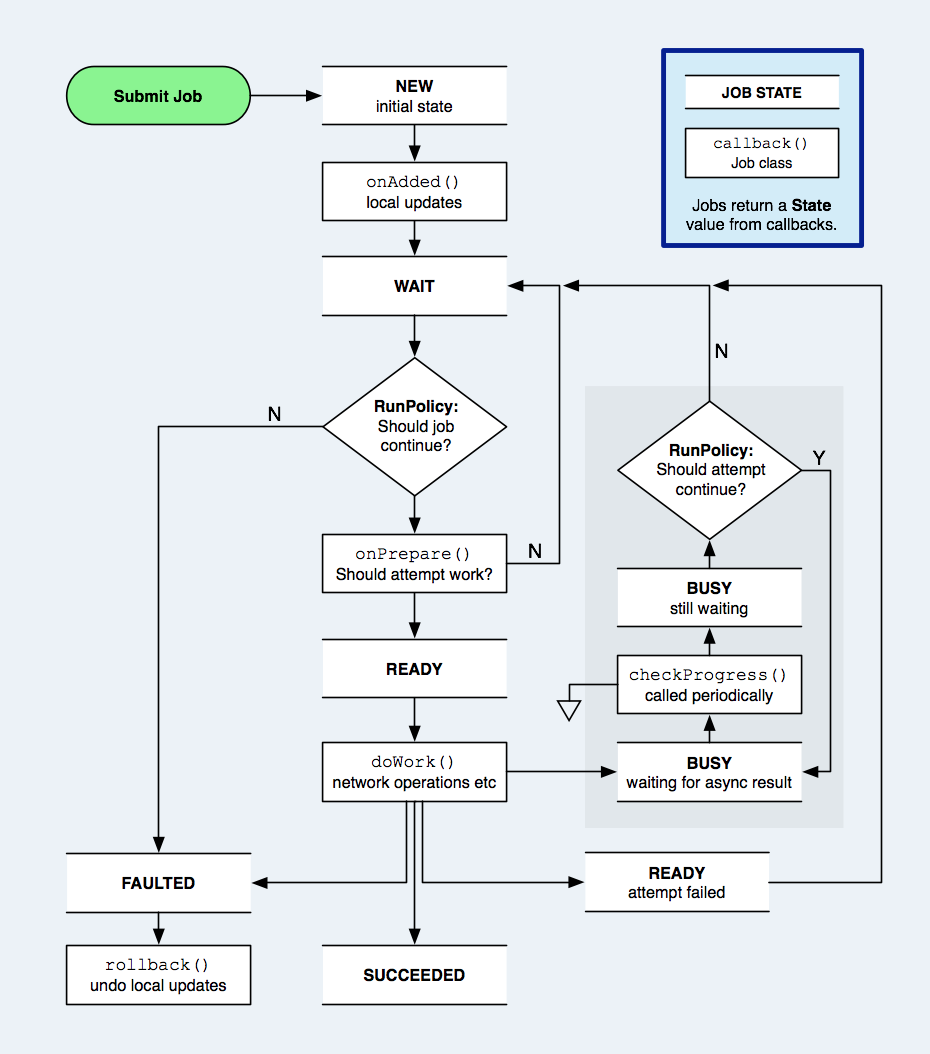 Submit Job
NEW
initial state
JOB STATE
callback()
Job class
Jobs return a State
value from callbacks.
onAdded()
local updates
WAIT
N
RunPolicy:
Should job
continue?
N
RunPolicy:
Should attempt
continue?
Y
onPrepare()
Should attempt work?
N
BUSY
still waiting
READY
checkProgress()
called periodically
doWork()
network operations etc
BUSY
waiting for async result
FAULTED
READY
attempt failed
rollback()
undo local updates
SUCCEEDED